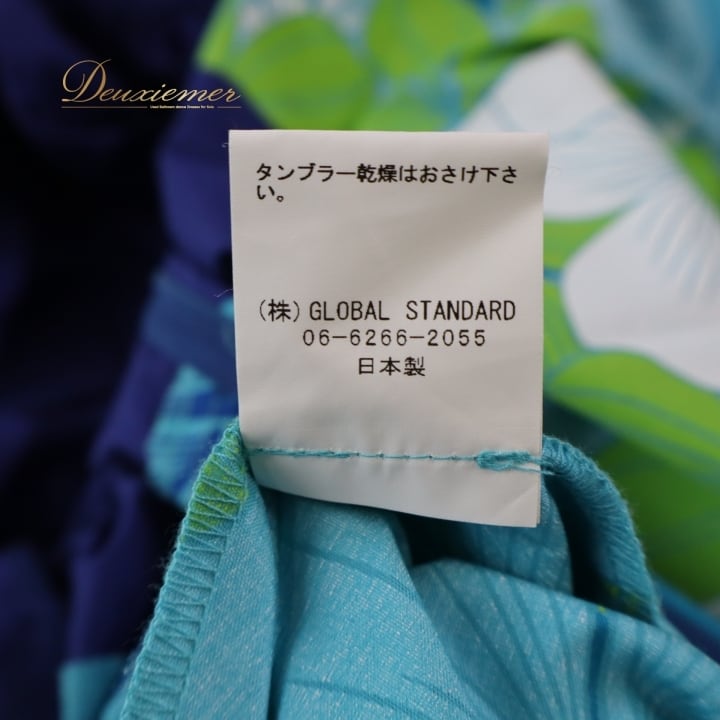 Deuxiemer
タンブラー乾燥はおさけ下さ
い。
(株) GLOBAL STANDARD
06-6266-2055
日本製